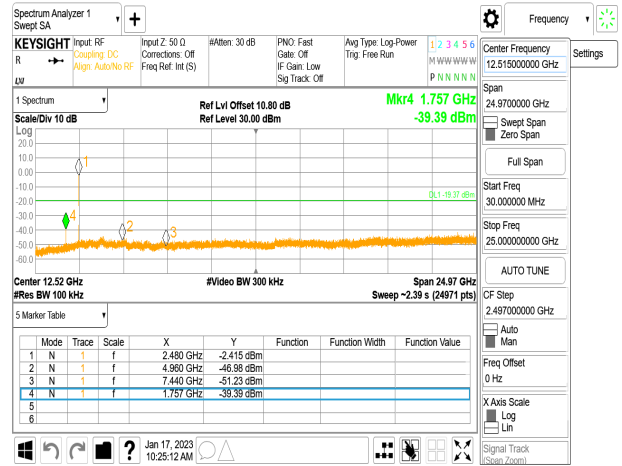 Spectrum Analyzer 1
Swept SA
Frequency
KEYSIGHT
R
Input: RF
Coupling: DC
Align: Auto/No RF
Input Z: 50 Ω
Corrections: Off
Freq Ref: Int (S)
#Atten: 30 dB
PNO: Fast
Gate: Off
IF Gain: Low
Sig Track: Off
Avg Type: Log-Power
Trig: Free Run
1 2 3 4 5 6
M W W W W W
P N N N N N
1 Spectrum
Scale/Div 10 dB
Ref Lvl Offset 10.80 dB
Ref Level 30.00 dBm
Mkr4 1.757 GHz
-39.39 dBm
Log
20.0
10.0
0.00
-10.0
-20.0
-30.0
-40.0
-50.0
-60.0
1
DL1 -19.37 dBm
4
2
3
Center 12.52 GHz
#Res BW 100 kHz
#Video BW 300 kHz
Span 24.97 GHz
Sweep ~2.39 s (24971 pts)
5 Marker Table
Mode Trace Scale X Y Function Function Width Function Value
1 N 1 f 2.480 GHz -2.415 dBm
2 N 1 f 4.960 GHz -46.98 dBm
3 N 1 f 7.440 GHz -51.23 dBm
4 N 1 f 1.757 GHz -39.39 dBm
5
6
?
Jan 17, 2023
10:25:12 AM
Center Frequency
12.515000000 GHz
Settings
Span
24.9700000 GHz
Swept Span
Zero Span
Full Span
Start Freq
30.000000 MHz
Stop Freq
25.000000000 GHz
AUTO TUNE
CF Step
2.497000000 GHz
Auto
Man
Freq Offset
0 Hz
X Axis Scale
Log
Lin
Signal Track
(Span Zoom)